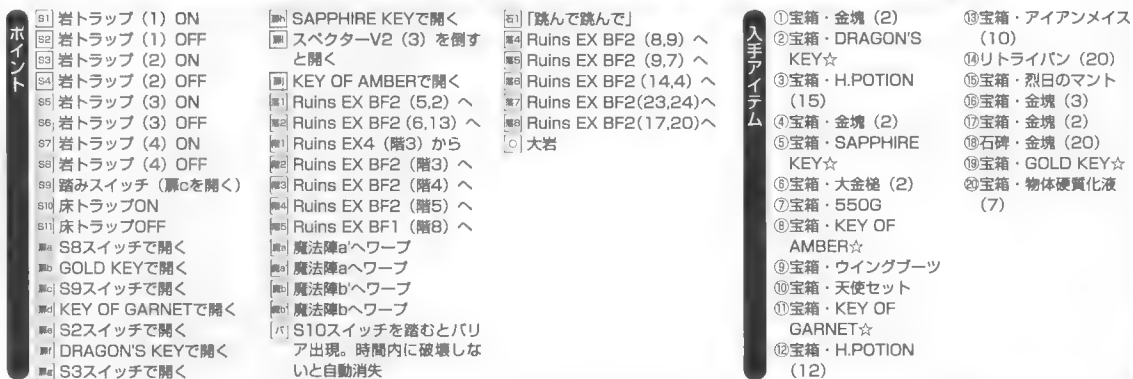 ポイント
S1 岩トラップ（1）ON
S2 岩トラップ（1）OFF
S3 岩トラップ（2）ON
S4 岩トラップ（2）OFF
S5 岩トラップ（3）ON
S6 岩トラップ（3）OFF
S7 岩トラップ（4）ON
S8 岩トラップ（4）OFF
S9 踏みスイッチ（扉cを開く）
S10 床トラップON
S11 床トラップOFF
扉a S8スイッチで開く
扉b GOLD KEYで開く
扉c S9スイッチで開く
扉d KEY OF GARNETで開く
扉e S2スイッチで開く
扉f DRAGON'S KEYで開く
扉g S3スイッチで開く
扉h SAPPHIRE KEYで開く
扉i スペクターV2（3）を倒す
と開く
扉j KEY OF AMBERで開く
落1 Ruins EX BF2（5,2）へ
落2 Ruins EX BF2（6,13）へ
階1 Ruins EX4（階3）から
階2 Ruins EX BF2（階3）へ
階3 Ruins EX BF2（階4）へ
階4 Ruins EX BF2（階5）へ
階5 Ruins EX BF1（階8）へ
魔a 魔法陣a'へワープ
魔a' 魔法陣aへワープ
魔b 魔法陣b'へワープ
魔b' 魔法陣bへワープ
バ S10スイッチを踏むとバリ
ア出現。時間内に破壊しな
いと自動消失
石1「跳んで跳んで」
落4 Ruins EX BF2（8,9）へ
落5 Ruins EX BF2（9,7）へ
落6 Ruins EX BF2（14,4）へ
落7 Ruins EX BF2（23,24）へ
落8 Ruins EX BF2（17,20）へ
○ 大岩
入手アイテム
①宝箱・金塊（2）
②宝箱・DRAGON'S
KEY☆
③宝箱・H.POTION
（15）
④宝箱・金塊（2）
⑤宝箱・SAPPHIRE
KEY☆
⑥宝箱・大金槌（2）
⑦宝箱・550G
⑧宝箱・KEY OF
AMBER☆
⑨宝箱・ウイングブーツ
⑩宝箱・天使セット
⑪宝箱・KEY OF
GARNET☆
⑫宝箱・H.POTION
（12）
⑬宝箱・アイアンメイス
（10）
⑭リトライパン（20）
⑮宝箱・烈日のマント
⑯宝箱・金塊（3）
⑰宝箱・金塊（2）
⑱石碑・金塊（20）
⑲宝箱・GOLD KEY☆
⑳宝箱・物体硬質化液
（7）